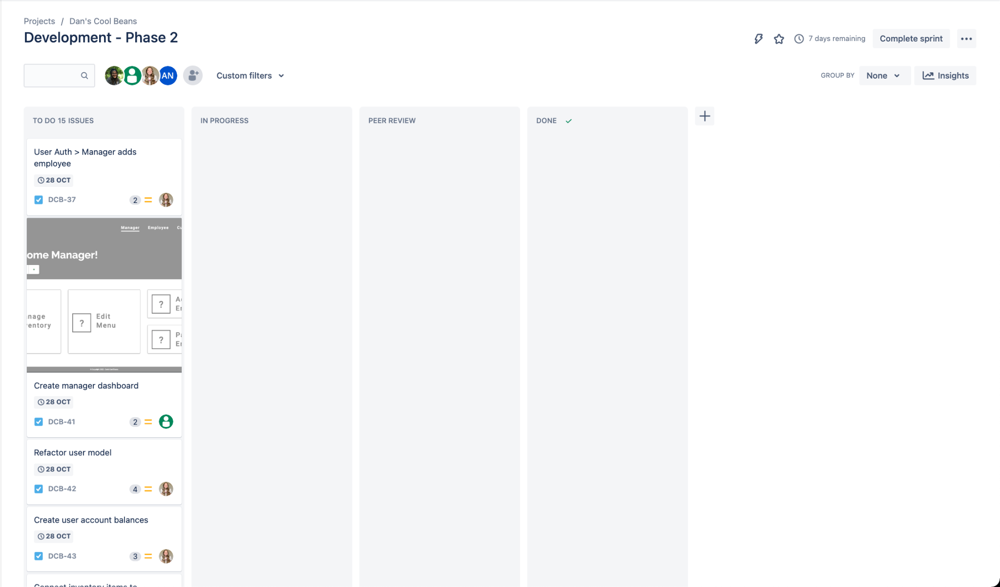 Projects / Dan's Cool Beans
Development - Phase 2
7 days remaining
Complete sprint
AN
Custom filters
GROUP BY
None
Insights
TO DO 15 ISSUES
IN PROGRESS
PEER REVIEW
DONE
User Auth > Manager adds
employee
28 OCT
DCB-37
2
Manager Employee Cu
ome Manager!
nage
entory
?
Edit
Menu
?
?
Create manager dashboard
28 OCT
DCB-41
2
Refactor user model
28 OCT
DCB-42
4
Create user account balances
28 OCT
DCB-43
3
Connect inventory items to